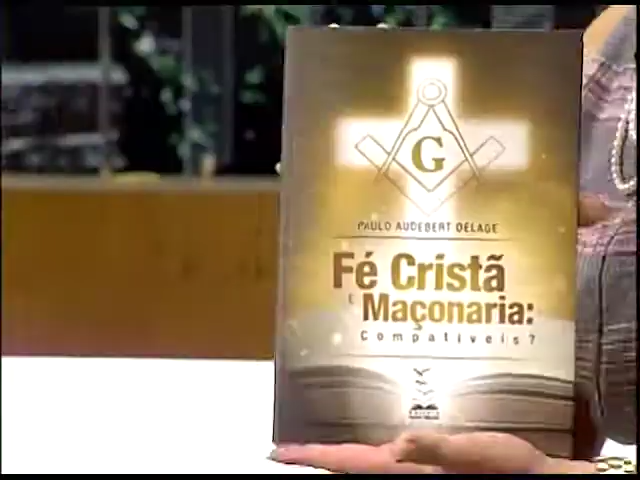 G
PAULO AUDEBERT DELAGE
Fé Cristã
E Maçonaria:
Compatíveis?